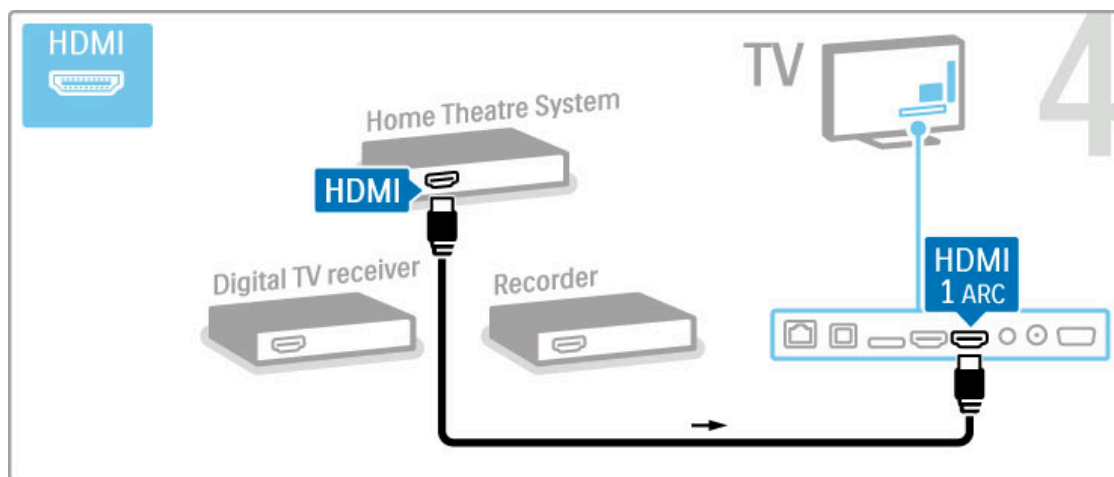 HDMI
TV
4
Home Theatre System
HDMI
Digital TV receiver
Recorder
HDMI
1 ARC